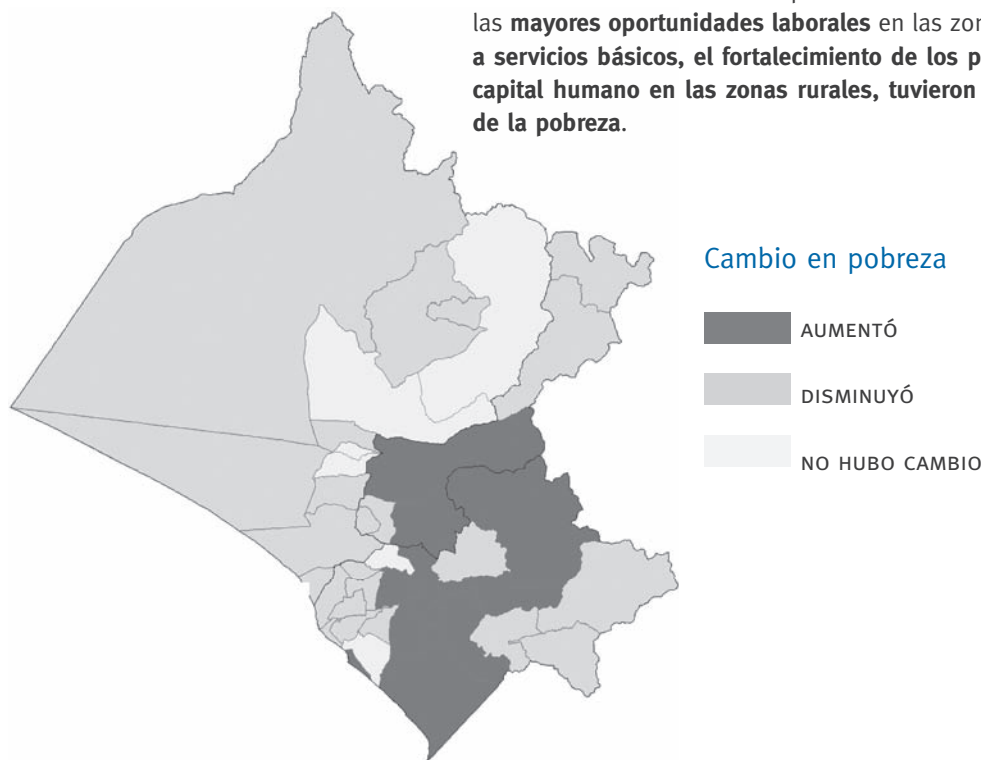 las mayores oportunidades laborales en las zon
a servicios básicos, el fortalecimiento de los p
capital humano en las zonas rurales, tuvieron
de la pobreza.
Cambio en pobreza
AUMENTÓ
DISMINUYÓ
NO HUBO CAMBIO